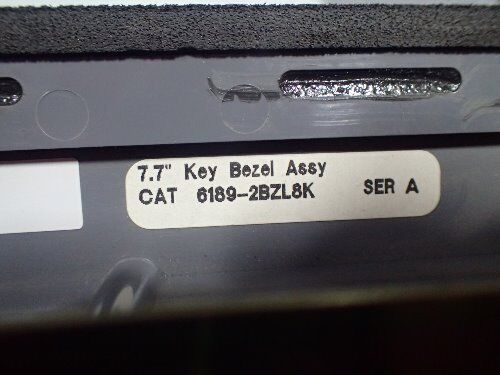 7.7" Key Bezel Assy
CAT 6189-2BZL8K SER A